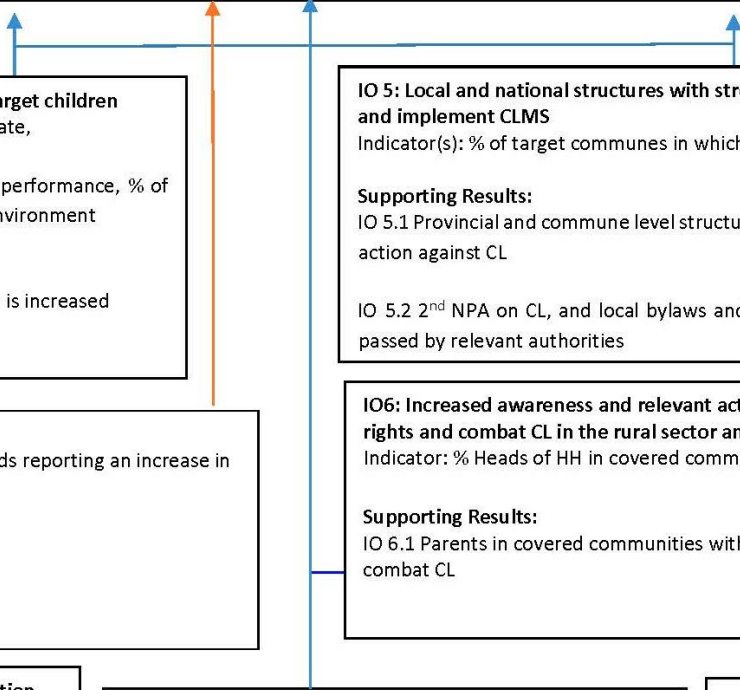 arget children
ate,
performance, % of
nvironment
is increased
ds reporting an increase in
IO 5: Local and national structures with str
and implement CLMS
Indicator(s): % of target communes in which
Supporting Results:
IO 5.1 Provincial and commune level structu
action against CL
IO 5.2 2nd NPA on CL, and local bylaws and
passed by relevant authorities
IO6: Increased awareness and relevant act
rights and combat CL in the rural sector an
Indicator: % Heads of HH in covered comm
Supporting Results:
IO 6.1 Parents in covered communities with
combat CL